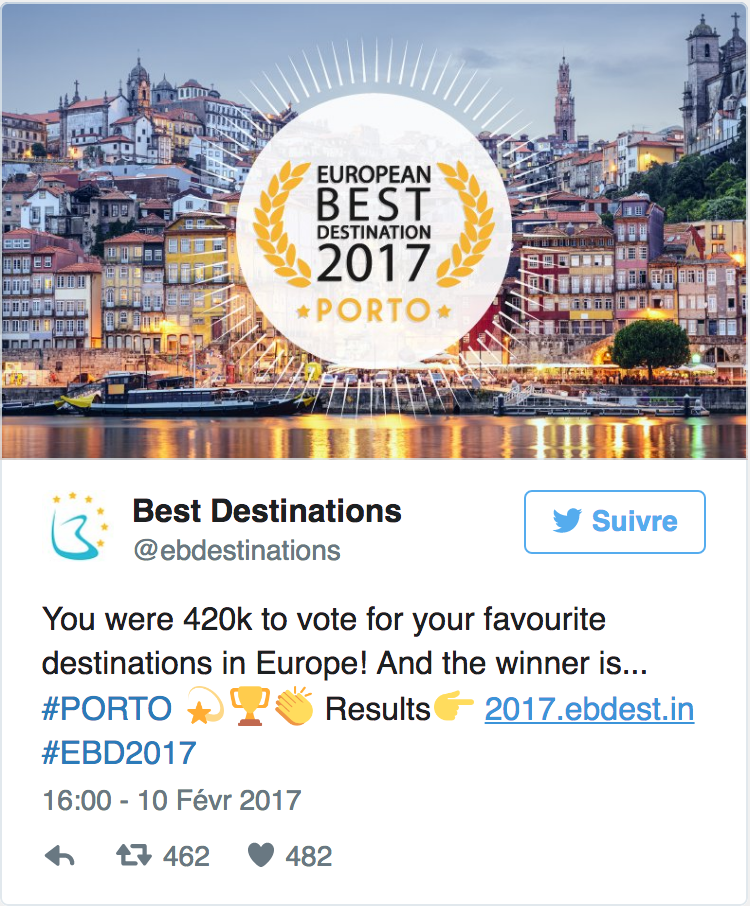 EUROPEAN
BEST
DESTINATION
2017
★PORTO★
Best Destinations
@ebdestinations
Suivre
You were 420k to vote for your favourite
destinations in Europe! And the winner is...
#PORTO 💫🏆👏 Results👉 2017.ebdest.in
#EBD2017
16:00 - 10 Févr 2017
462 482